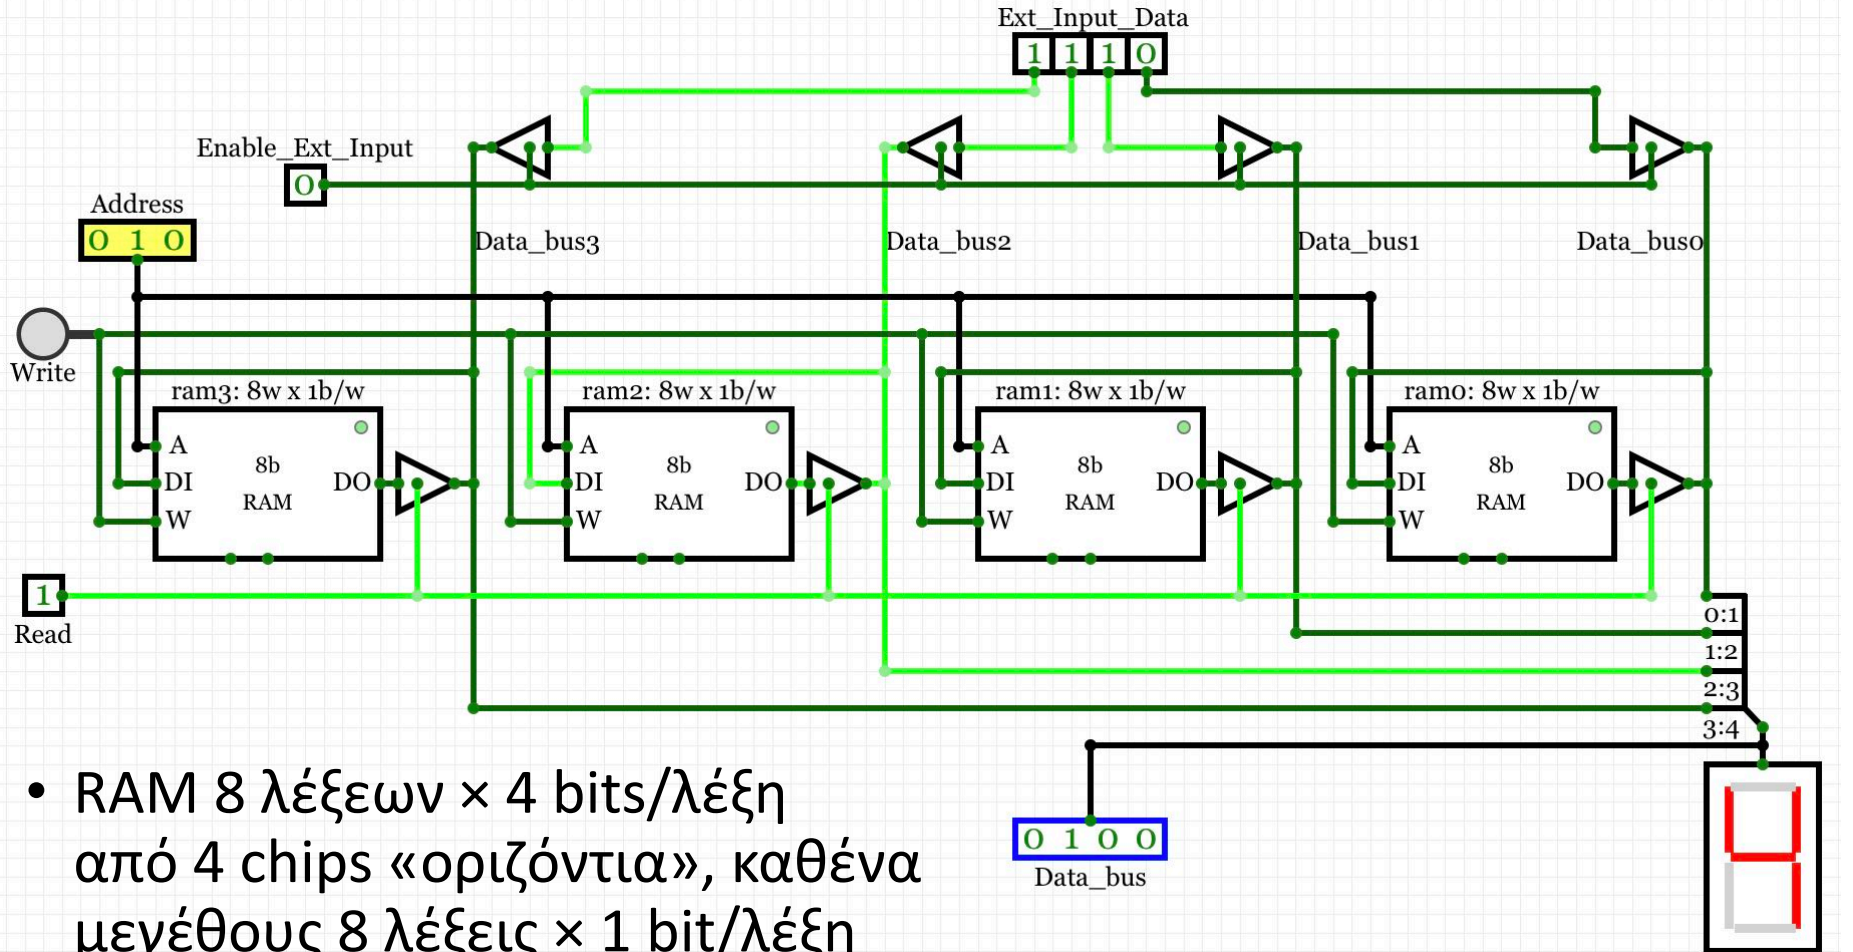 Ext_Input_Data
1 1 1 0
Enable_Ext_Input
0
Address
0 1 0
Data_bus3 Data_bus2 Data_bus1 Data_bus0
Write
ram3: 8w x 1b/w ram2: 8w x 1b/w ram1: 8w x 1b/w ram0: 8w x 1b/w
A A A A
8b 8b 8b 8b
DI DO DI DO DI DO DI DO
RAM RAM RAM RAM
W W W W
1
Read
0:1
1:2
2:3
3:4
• RAM 8 λέξεων × 4 bits/λέξη
από 4 chips «οριζόντια», καθένα
μεγέθους 8 λέξεις × 1 bit/λέξη
0 1 0 0
Data_bus
4